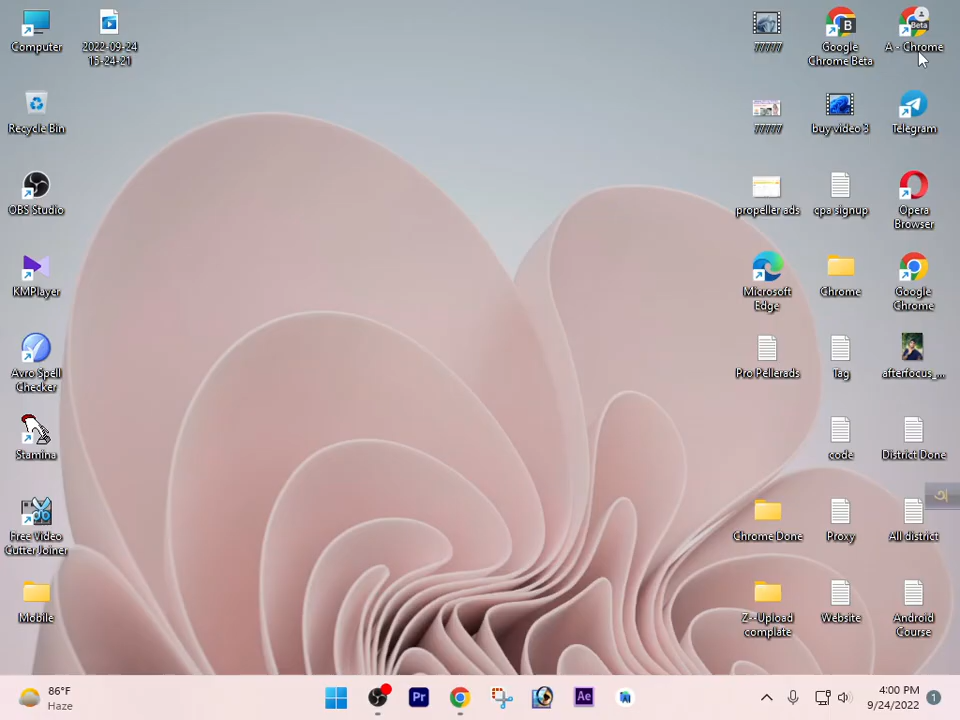 Computer
2022-09-24
15-24-21
77777
Google
Chrome Beta
A - Chrome
Recycle Bin
77777
buy video 3
Telegram
OBS Studio
propeller ads
cpa signup
Opera
Browser
KMPlayer
Microsoft
Edge
Chrome
Google
Chrome
Avro Spell
Checker
Pro Pellerads
Tag
afterfocus_...
Stamina
code
District Done
অ
Free Video
Cutter Joiner
Chrome Done
Proxy
All district
Mobile
Z--Upload
complate
Website
Android
Course
86°F
Haze
Pr
Ae
4:00 PM
9/24/2022
1